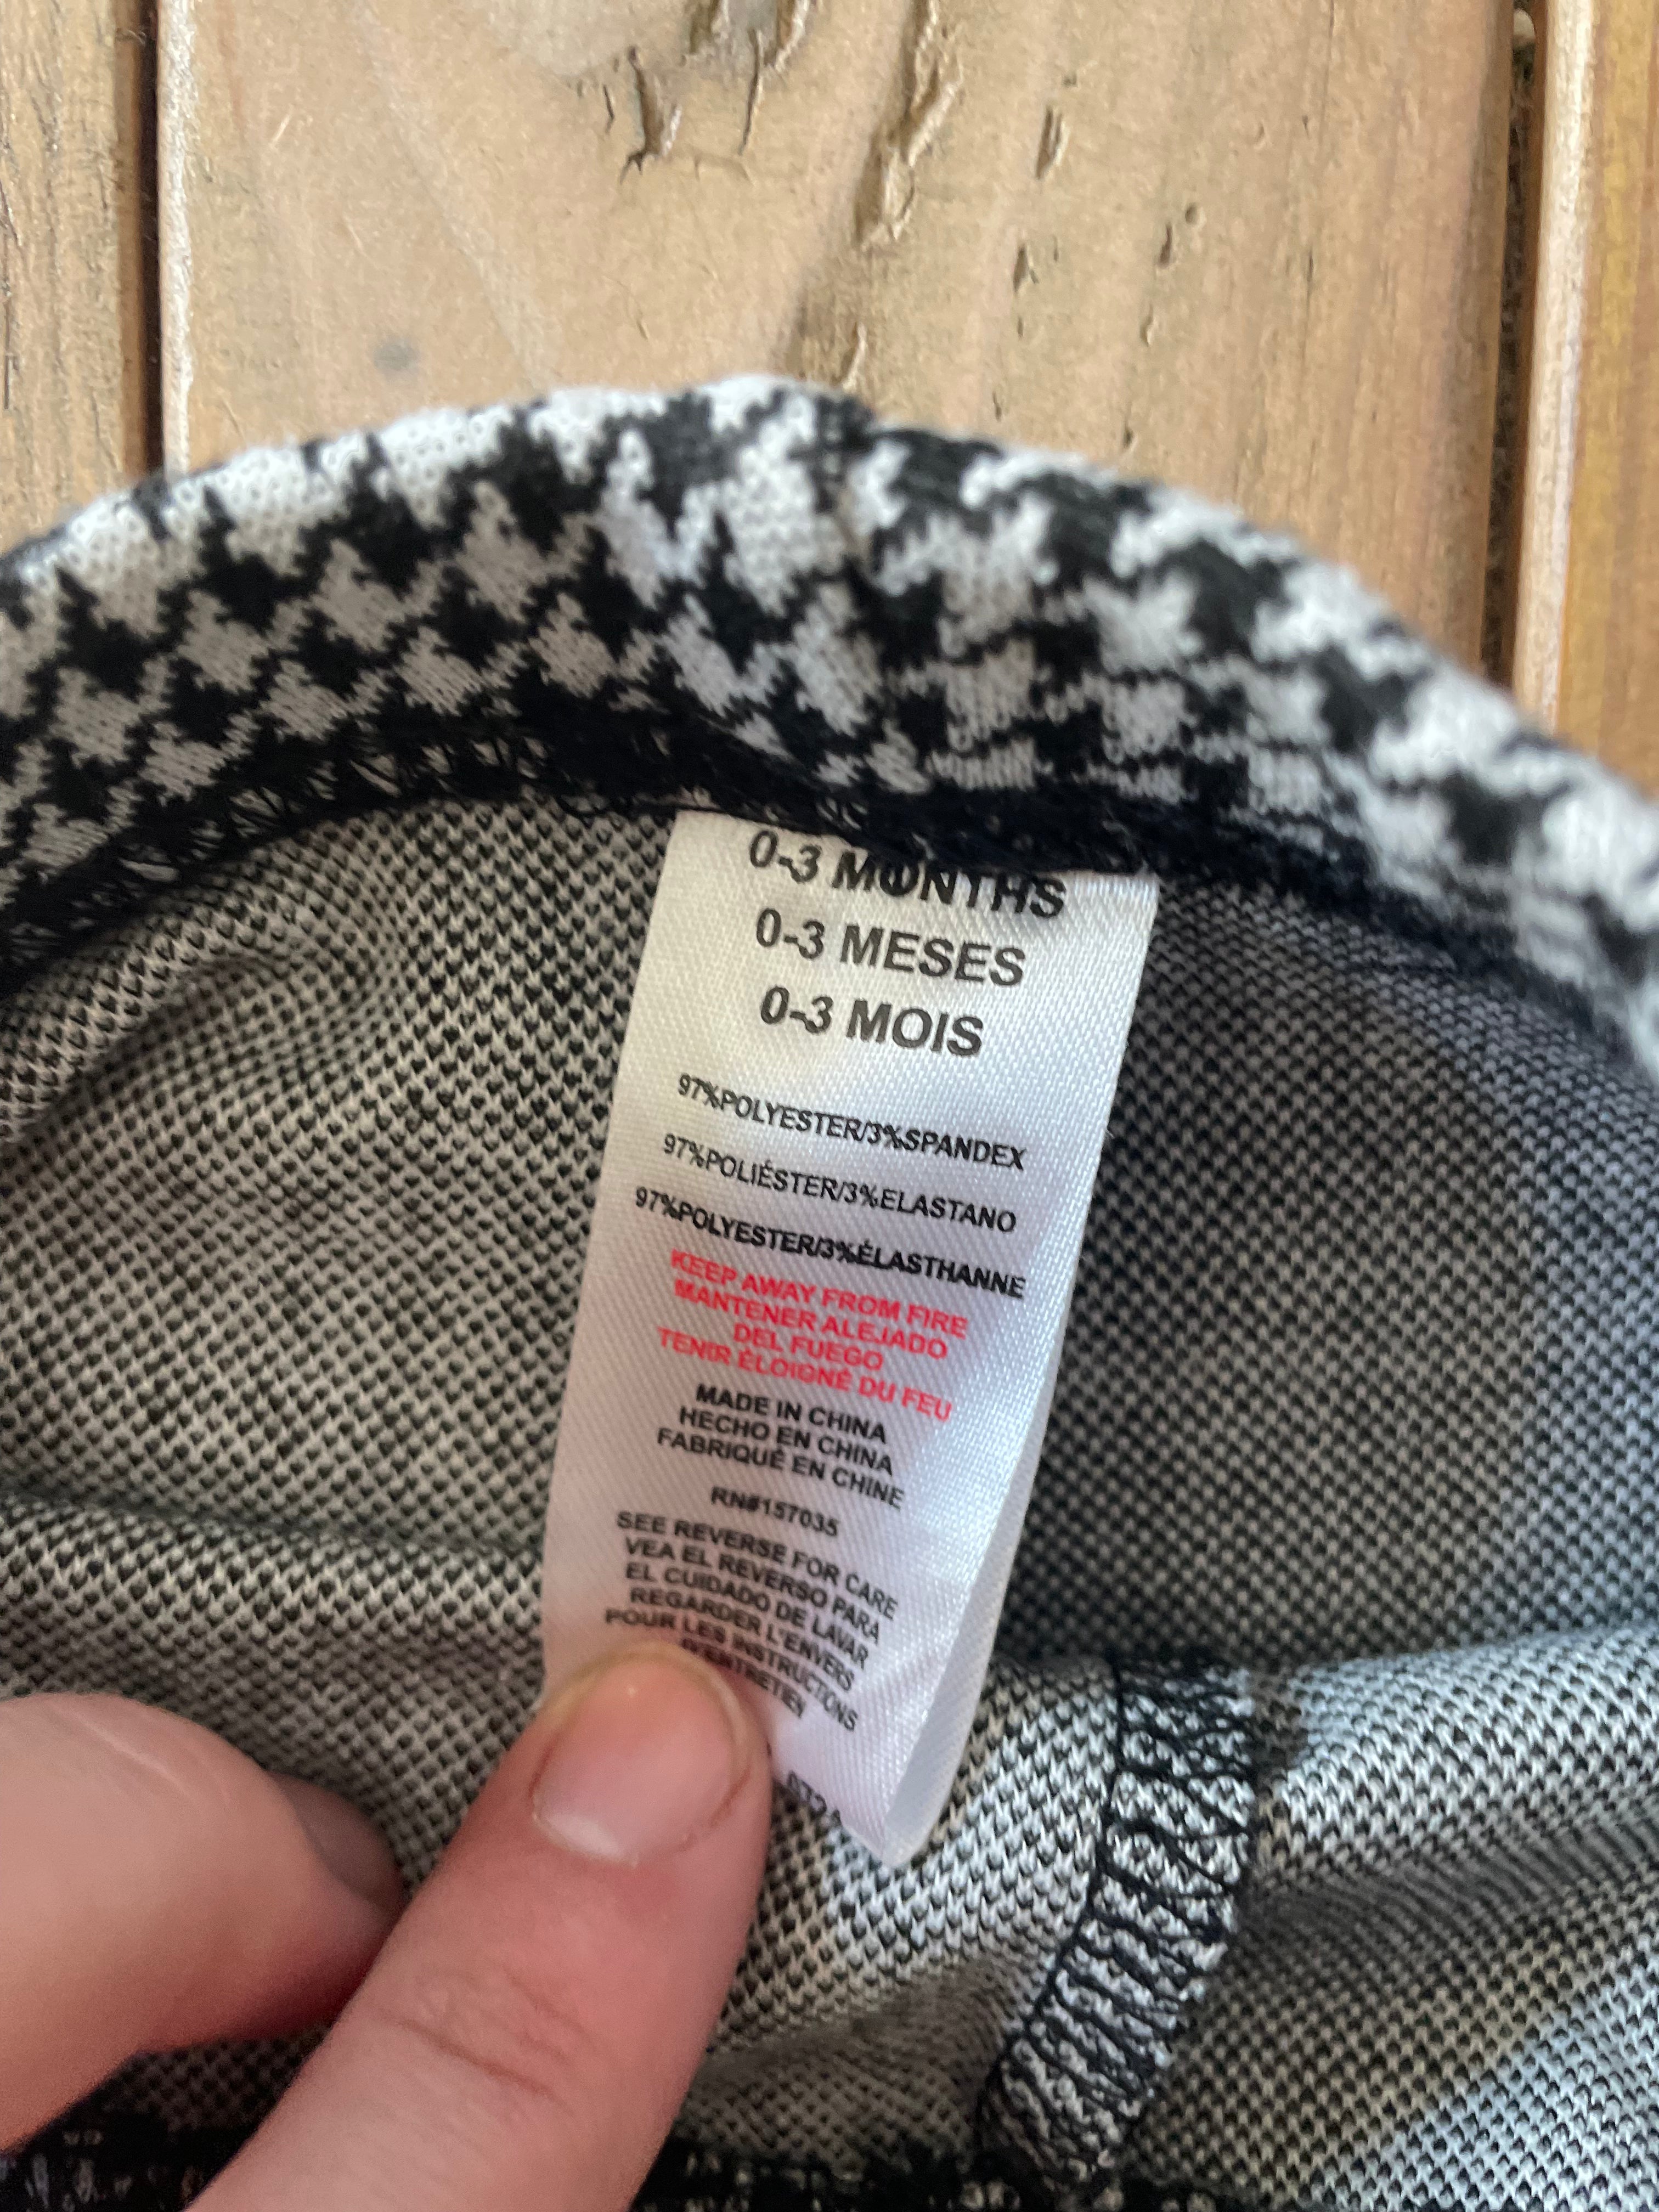 0-3 MONTHS
0-3 MESES
0-3 MOIS
97%POLYESTER/3%SPANDEX
97%POLIÉSTER/3%ELASTANO
97%POLYESTER/3%ÉLASTHANNE
KEEP AWAY FROM FIRE
MANTENER ALEJADO
DEL FUEGO
TENIR ÉLOIGNÉ DU FEU
MADE IN CHINA
HECHO EN CHINA
FABRIQUÉ EN CHINE
RN#157035
SEE REVERSE FOR CARE
VEA EL REVERSO PARA
EL CUIDADO DE LAVAR
REGARDER L'ENVERS
POUR LES INSTRUCTIONS
D'ENTRETIEN